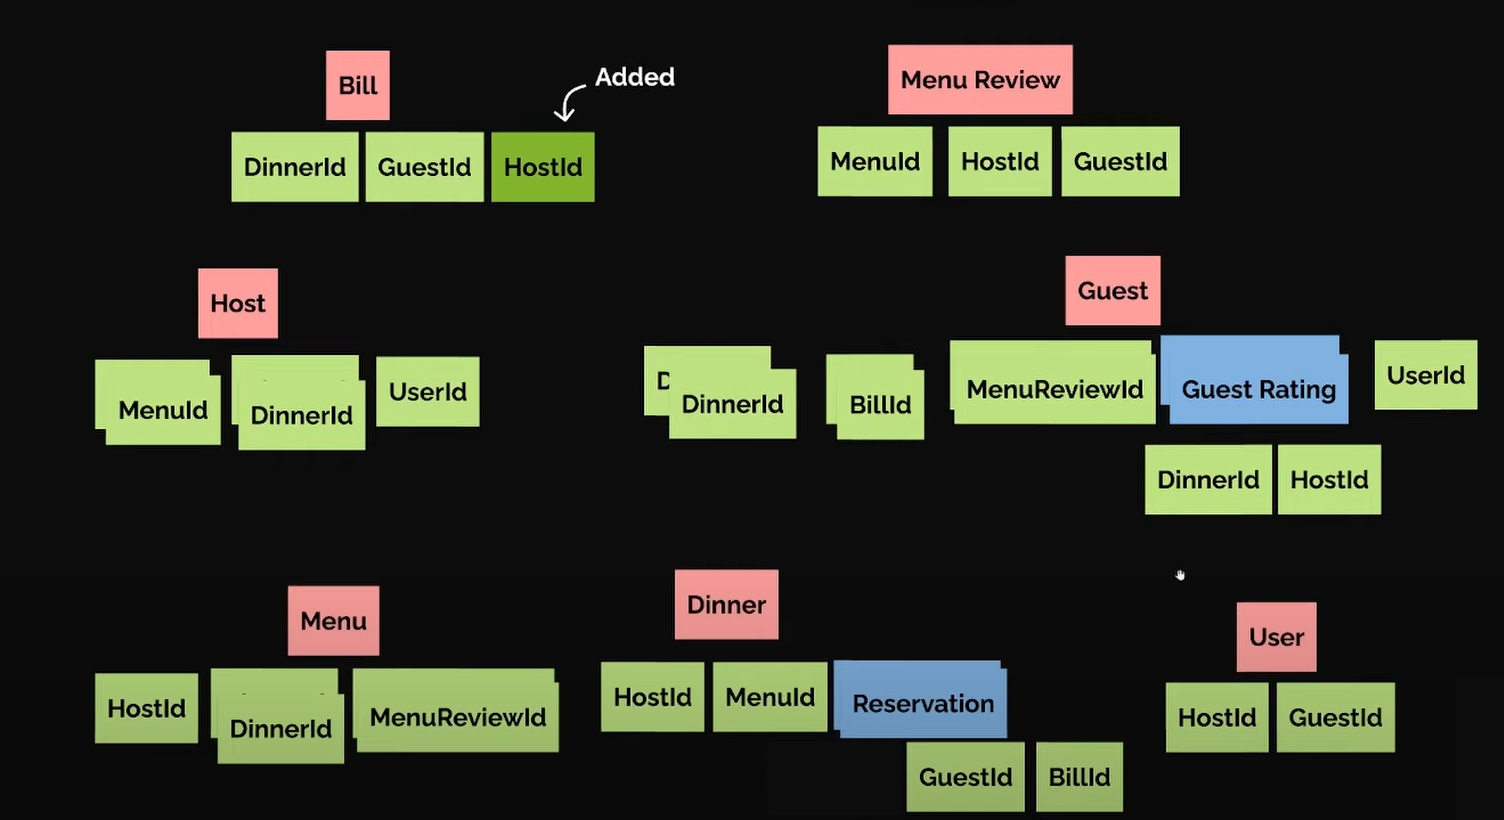 Bill
Added
DinnerId GuestId HostId
Menu Review
MenuId HostId GuestId
Host
MenuId DinnerId UserId
Guest
D
DinnerId BillId MenuReviewId Guest Rating UserId
DinnerId HostId
Menu
HostId DinnerId MenuReviewId
Dinner
HostId MenuId Reservation
GuestId BillId
User
HostId GuestId